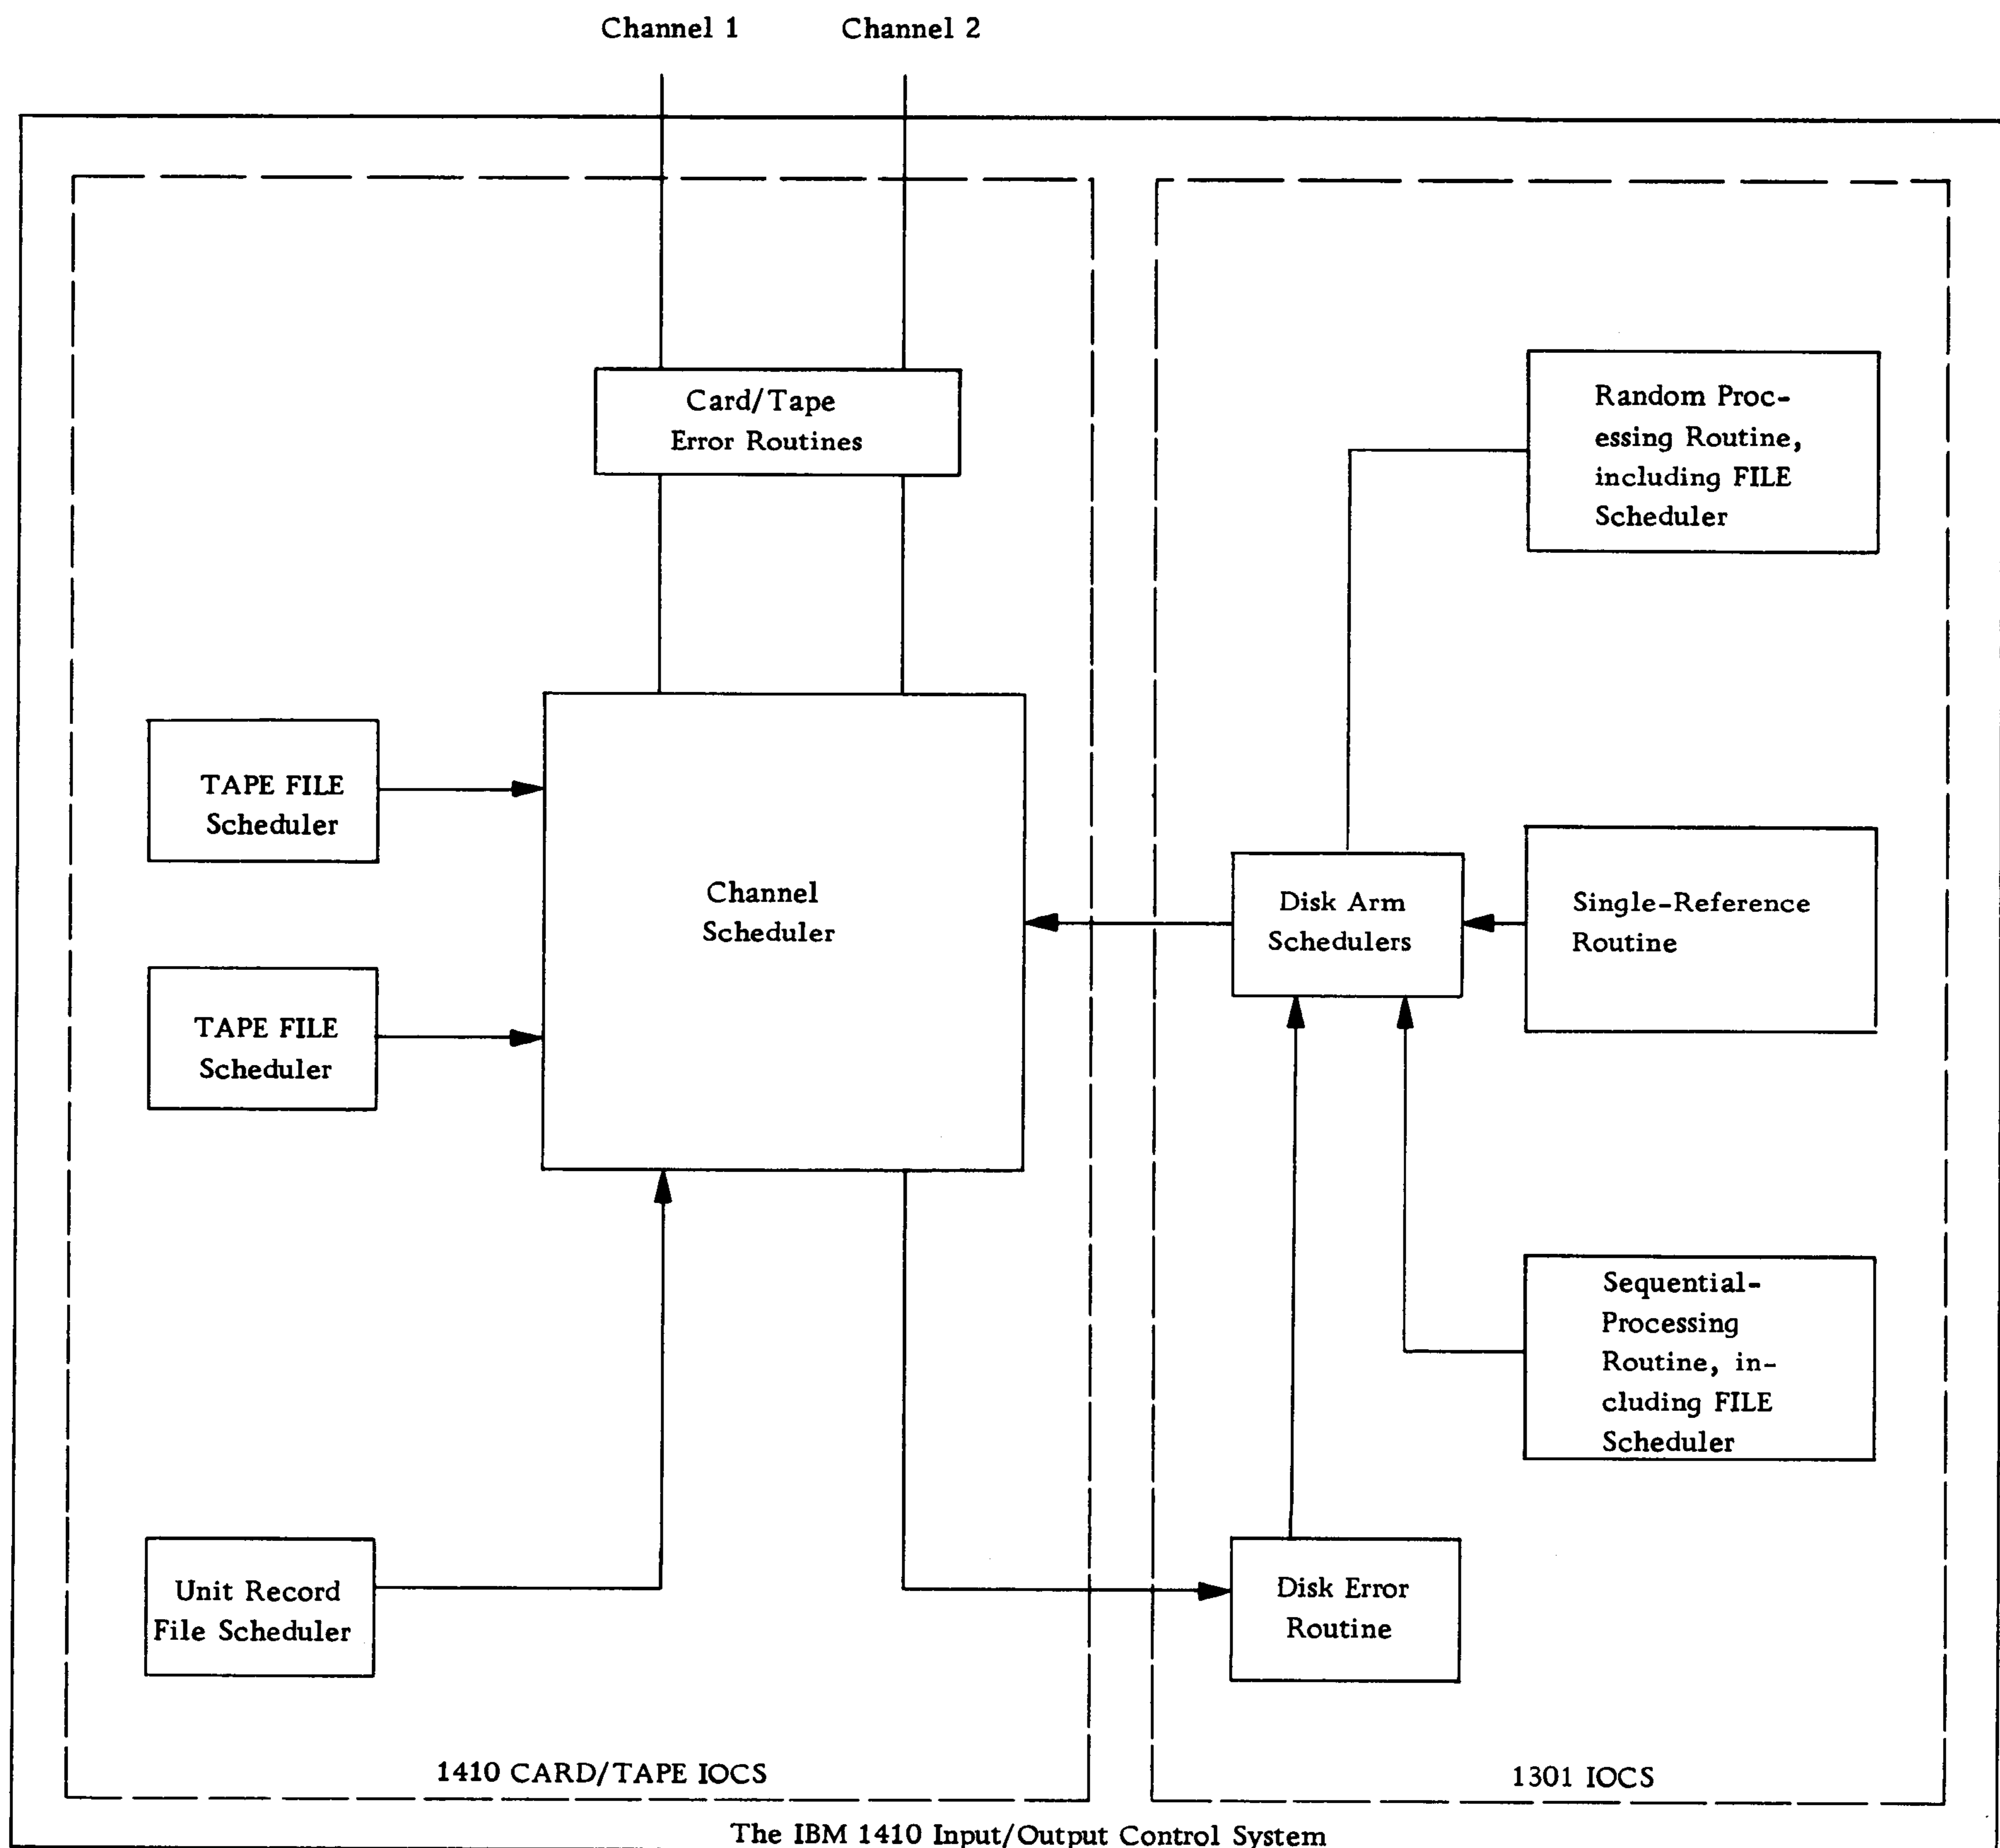 Channel 1
Channel 2
Card/Tape
Error Routines
Random Proc-
essing Routine,
including FILE
Scheduler
TAPE FILE
Scheduler
Channel
Scheduler
Disk Arm
Schedulers
Single-Reference
Routine
TAPE FILE
Scheduler
Sequential-
Processing
Routine, in-
cluding FILE
Scheduler
Unit Record
File Scheduler
Disk Error
Routine
1410 CARD/TAPE IOCS
1301 IOCS
The IBM 1410 Input/Output Control System